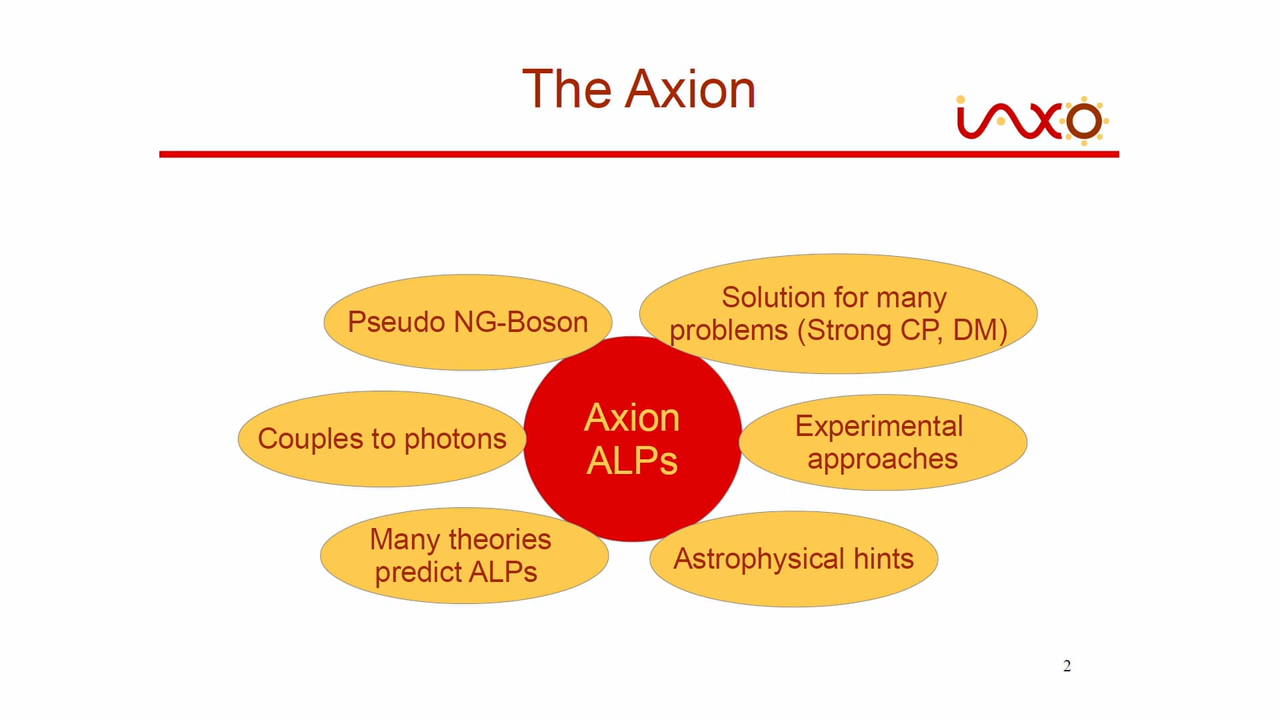 The Axion
iaxo
Pseudo NG-Boson
Solution for many
problems (Strong CP, DM)
Couples to photons
Axion
ALPs
Experimental
approaches
Many theories
predict ALPs
Astrophysical hints
2